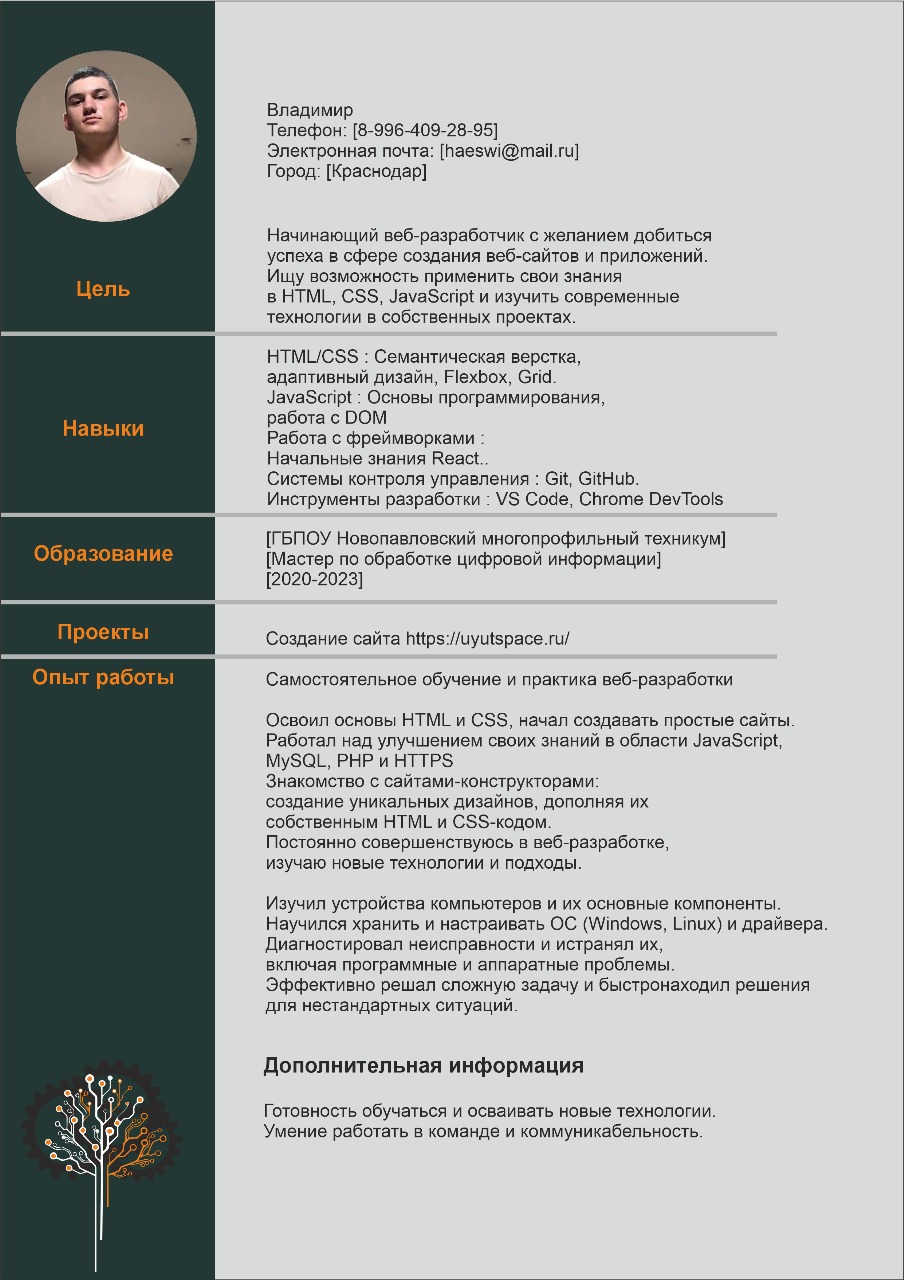 Владимир
Телефон: [8-996-409-28-95]
Электронная почта: [haeswi@mail.ru]
Город: [Краснодар]
Цель
Начинающий веб-разработчик с желанием добиться
успеха в сфере создания веб-сайтов и приложений.
Ищу возможность применить свои знания
в HTML, CSS, JavaScript и изучить современные
технологии в собственных проектах.
Навыки
HTML/CSS : Семантическая верстка,
адаптивный дизайн, Flexbox, Grid.
JavaScript : Основы программирования,
работа с DOM
Работа с фреймворками :
Начальные знания React..
Системы контроля управления : Git, GitHub.
Инструменты разработки : VS Code, Chrome DevTools
Образование
[ГБПОУ Новопавловский многопрофильный техникум]
[Мастер по обработке цифровой информации]
[2020-2023]
Проекты
Создание сайта https://uyutspace.ru/
Опыт работы
Самостоятельное обучение и практика веб-разработки
Освоил основы HTML и CSS, начал создавать простые сайты.
Работал над улучшением своих знаний в области JavaScript,
MySQL, PHP и HTTPS
Знакомство с сайтами-конструкторами:
создание уникальных дизайнов, дополняя их
собственным HTML и CSS-кодом.
Постоянно совершенствуюсь в веб-разработке,
изучаю новые технологии и подходы.
Изучил устройства компьютеров и их основные компоненты.
Научился хранить и настраивать ОС (Windows, Linux) и драйвера.
Диагностировал неисправности и истранял их,
включая программные и аппаратные проблемы.
Эффективно решал сложную задачу и быстронаходил решения
для нестандартных ситуаций.
Дополнительная информация
Готовность обучаться и осваивать новые технологии.
Умение работать в команде и коммуникабельность.